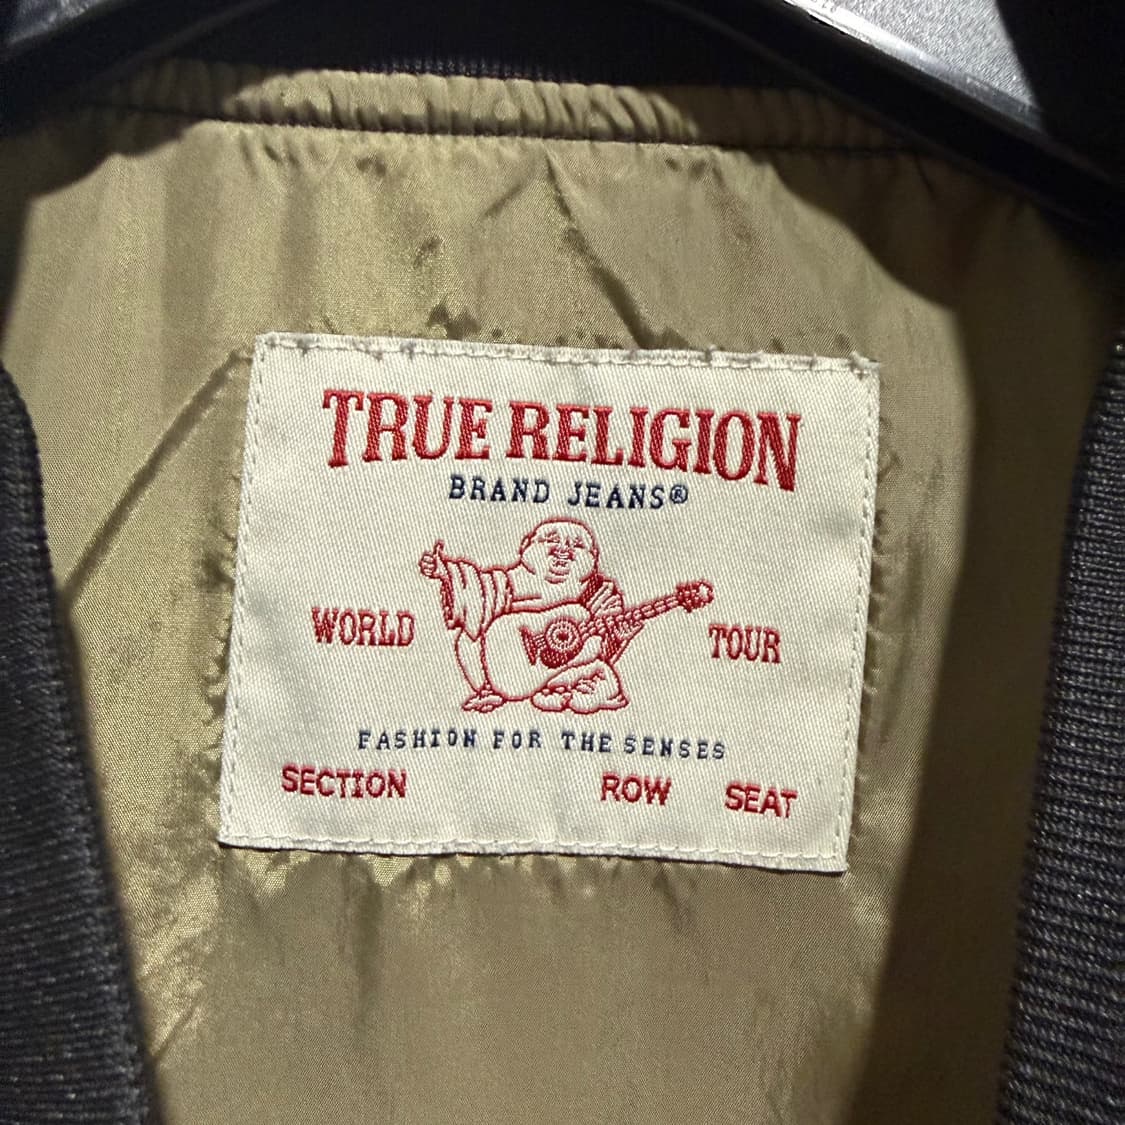 TRUE RELIGION
BRAND JEANS®
WORLD TOUR
FASHION FOR THE SENSES
SECTION ROW SEAT